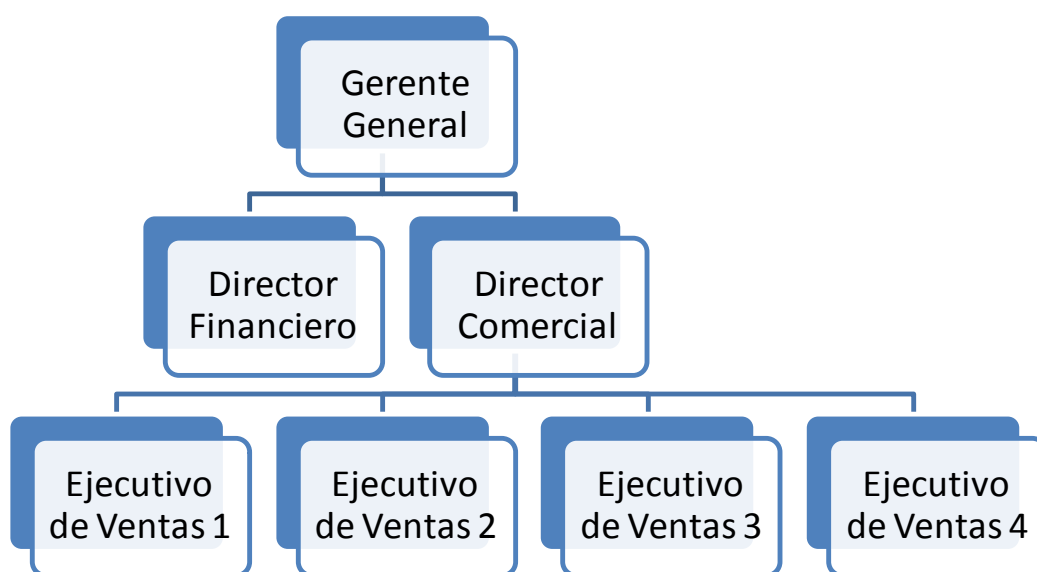 Gerente
General
Director
Financiero
Director
Comercial
Ejecutivo
de Ventas 1
Ejecutivo
de Ventas 2
Ejecutivo
de Ventas 3
Ejecutivo
de Ventas 4